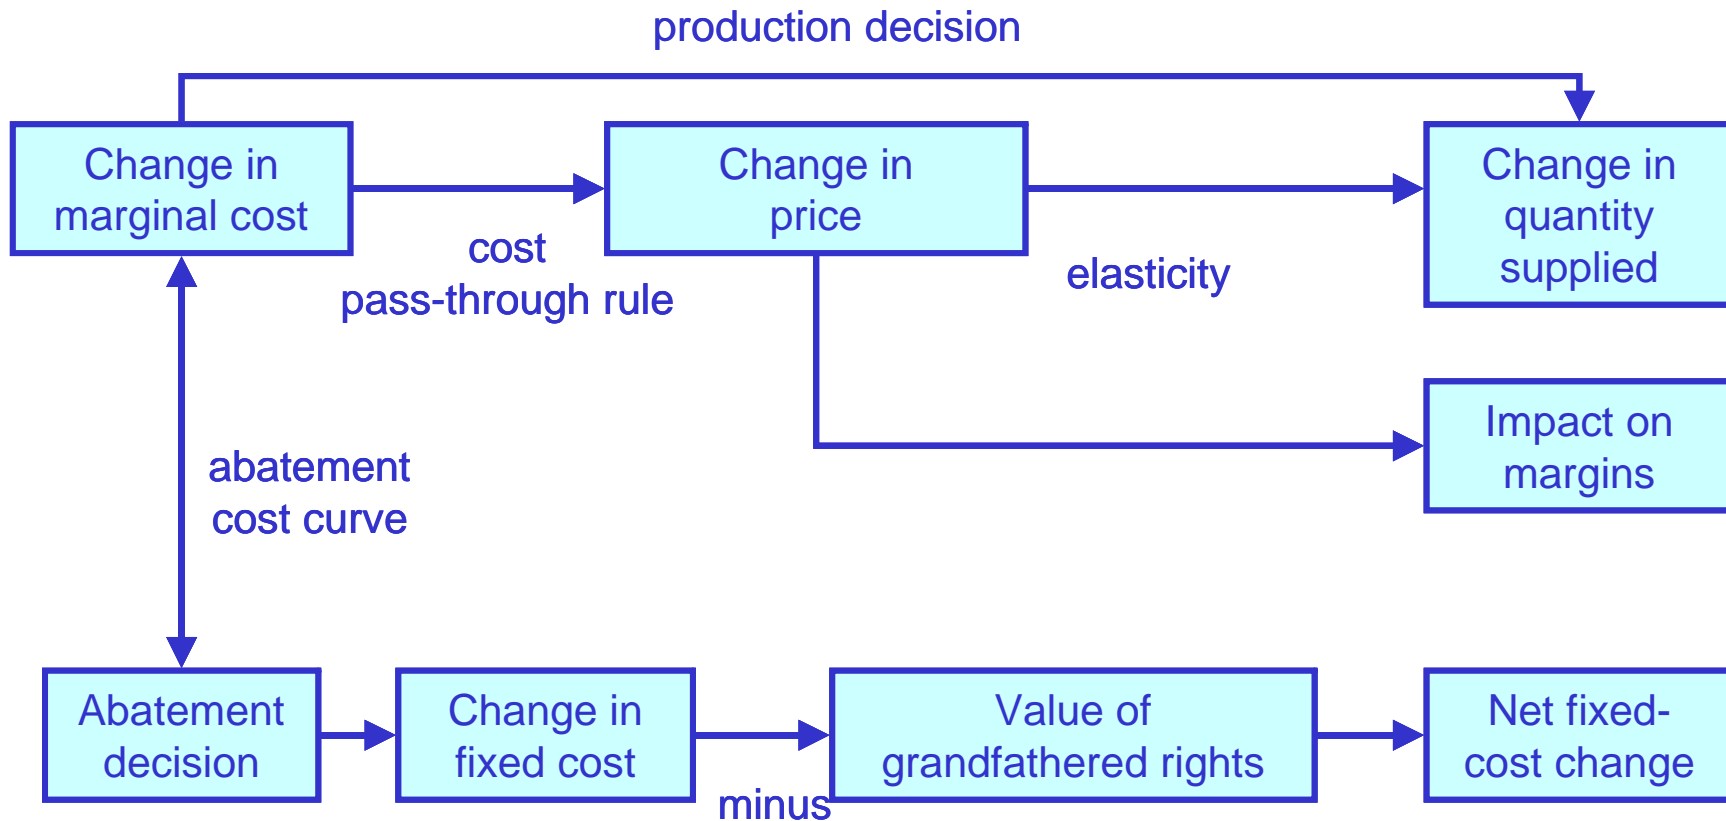 production decision
Change in
marginal cost
Change in
price
Change in
quantity
supplied
cost
pass-through rule
elasticity
Impact on
margins
abatement
cost curve
Abatement
decision
Change in
fixed cost
minus
Value of
grandfathered rights
Net fixed-
cost change